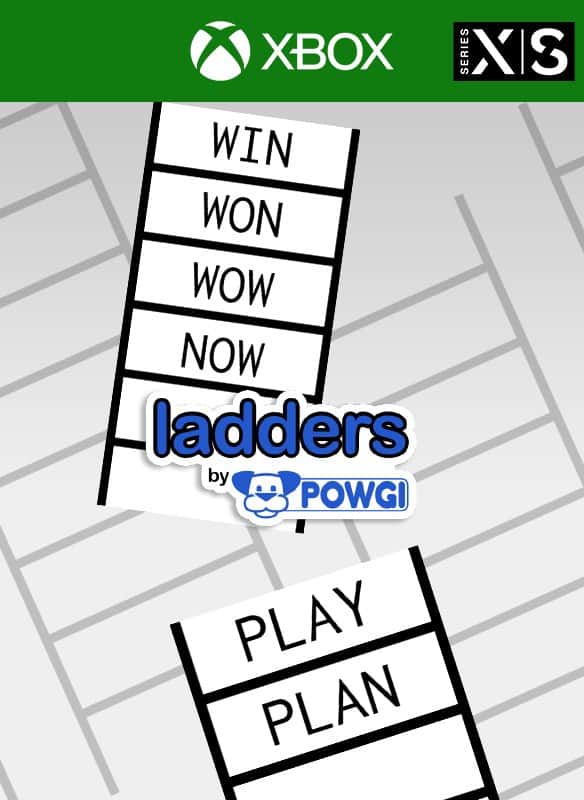 XBOX SERIES X|S
WIN
WON
WOW
NOW
ladders
by POWGI
PLAY
PLAN